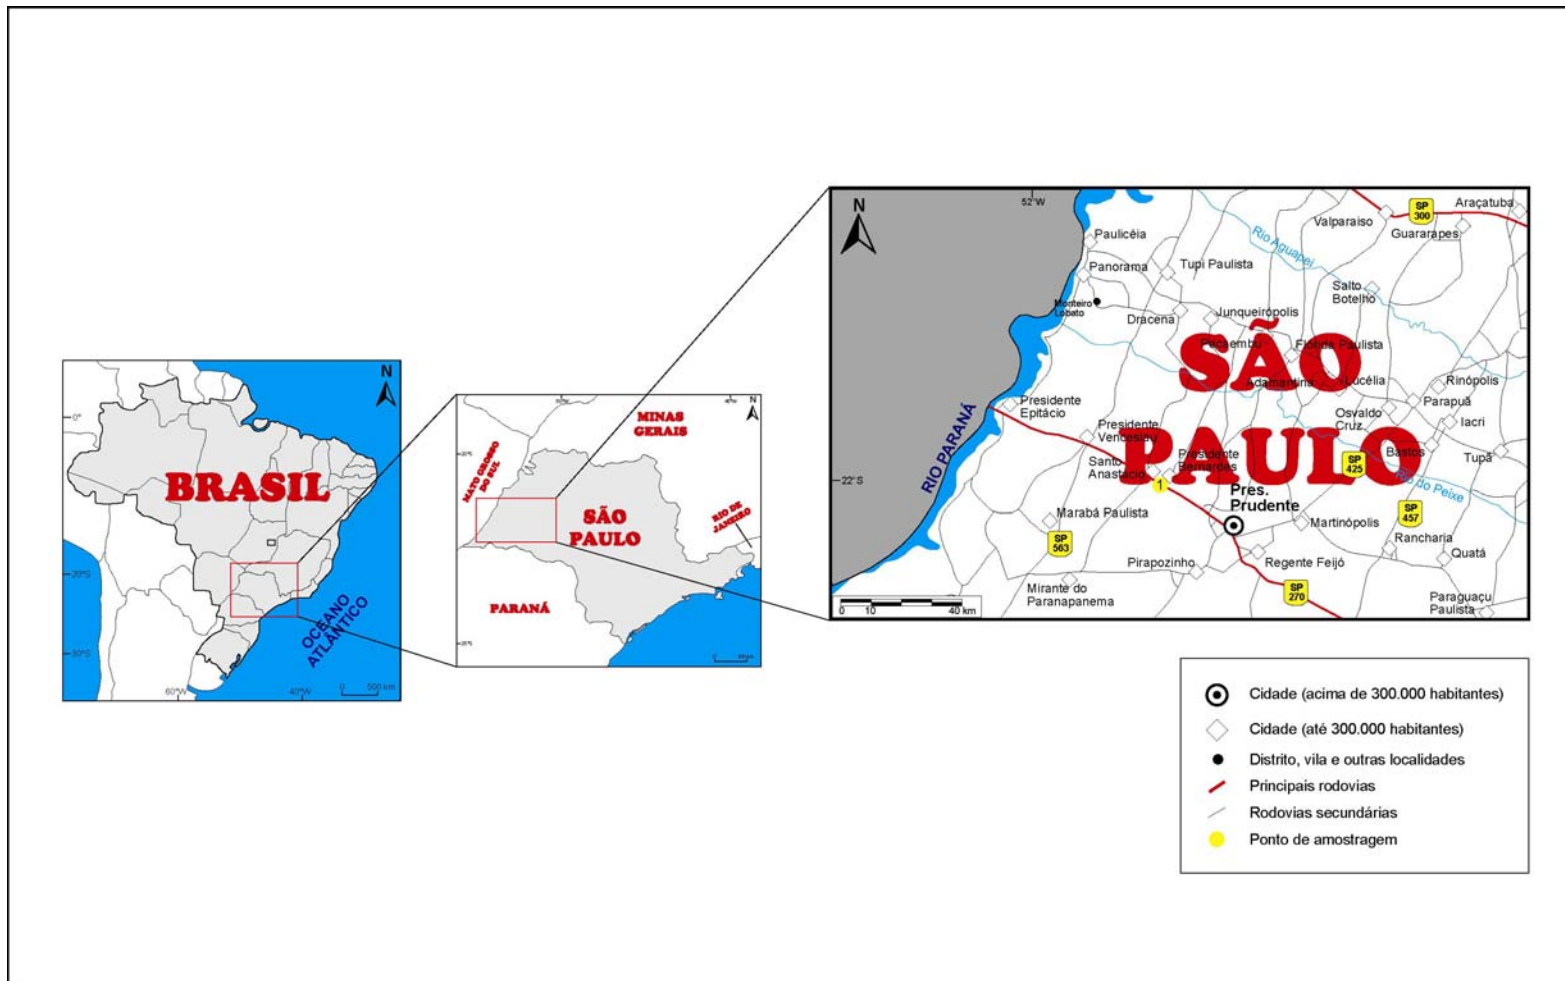 N
0°
BRASIL
20°S
30°S
OCEANO
ATLÂNTICO
60°W
40°W
0 500 km
N
MINAS
GERAIS
MATO GROSSO
DO SUL
SÃO
PAULO
RIO DE
JANEIRO
PARANÁ
N
52°W
22°S
RIO PARANÁ
SÃO
PAULO
Paulicéia
Panorama
Monteiro
Lobato
Tupi Paulista
Dracena
Junqueirópolis
Pacaembu
Flórida Paulista
Adamantina
Lucélia
Valparaiso
SP
300
Araçatuba
Guararapes
Rio Aguapeí
Salto
Botelho
Rinópolis
Parapuã
Osvaldo
Cruz
Iacri
Bastos
Tupã
Presidente
Epitácio
Presidente
Venceslau
Santo
Anastácio
Presidente
Bernardes
1
SP
425
Rio do Peixe
Pres.
Prudente
SP
457
Marabá Paulista
SP
563
Martinópolis
Rancharia
Quatá
Pirapozinho
Regente Feijó
Mirante do
Paranapanema
SP
270
Paraguaçu
Paulista
0 10 40 km
Cidade (acima de 300.000 habitantes)
Cidade (até 300.000 habitantes)
Distrito, vila e outras localidades
Principais rodovias
Rodovias secundárias
Ponto de amostragem